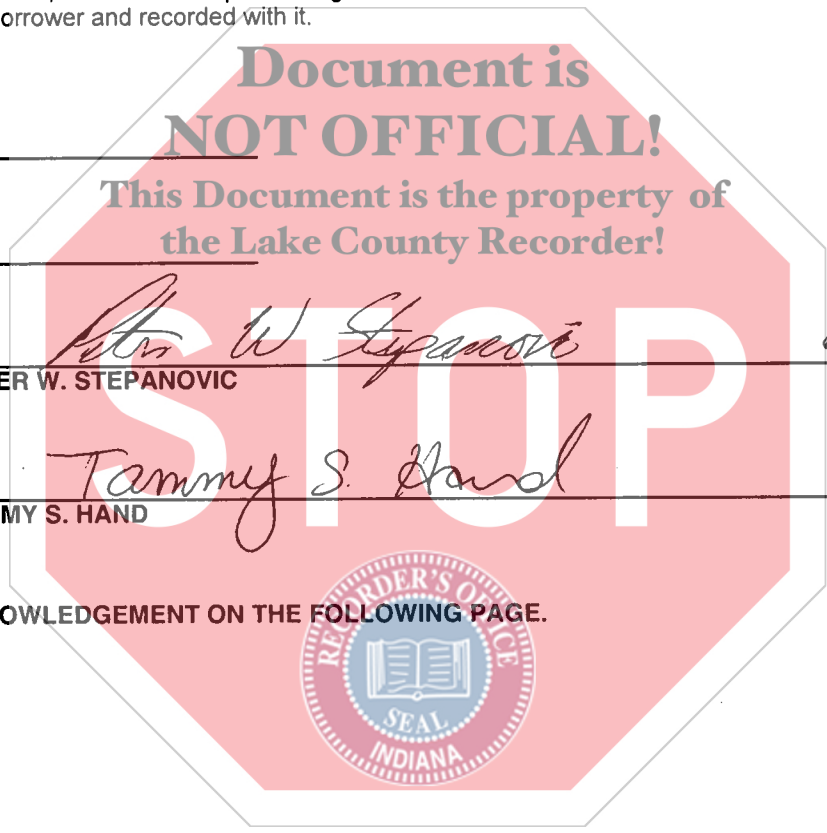 orrower and recorded with it.
Document is
NOT OFFICIAL!
This Document is the property of
the Lake County Recorder!
Peter W Stepanovic
ER W. STEPANOVIC
STOP
Tammy S. Hand
MY S. HAND
OWLEDGEMENT ON THE FOLLOWING PAGE.
RECORDER'S OFFICE
SEAL
INDIANA